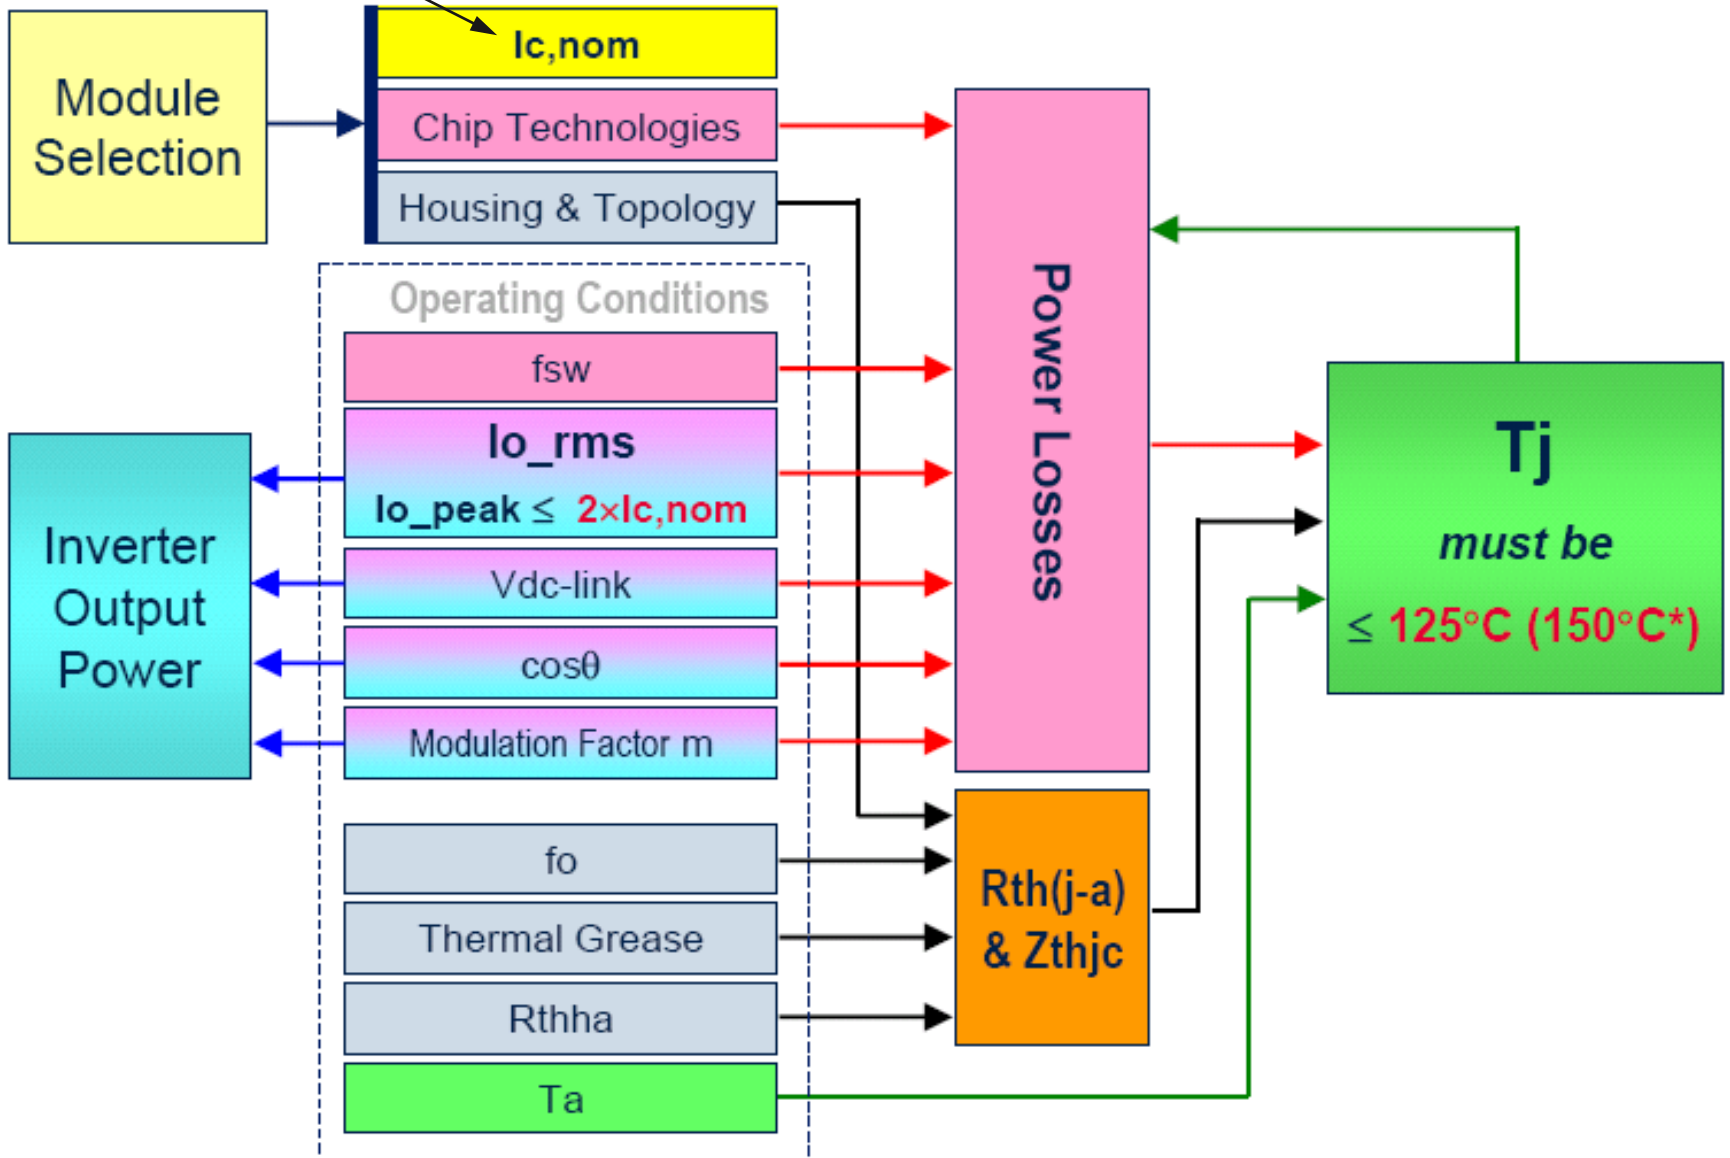 Module
Selection
Ic,nom
Chip Technologies
Housing & Topology
Operating Conditions
fsw
Io_rms
Io_peak ≤ 2×Ic,nom
Vdc-link
cosθ
Modulation Factor m
fo
Thermal Grease
Rthha
Ta
Inverter
Output
Power
Power Losses
Rth(j-a)
& Zthjc
Tj
must be
≤ 125°C (150°C*)